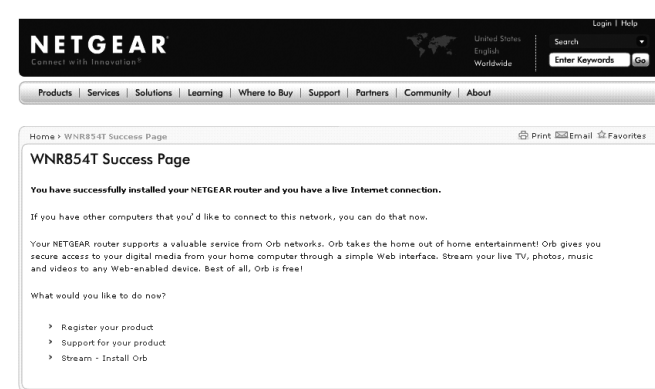 Login | Help
NETGEAR®
Connect with Innovation®
United States
English
Worldwide
Search
Enter Keywords Go
Products | Services | Solutions | Learning | Where to Buy | Support | Partners | Community | About
Home > WNR854T Success Page
Print Email Favorites
WNR854T Success Page
You have successfully installed your NETGEAR router and you have a live Internet connection.
If you have other computers that you'd like to connect to this network, you can do that now.
Your NETGEAR router supports a valuable service from Orb networks. Orb takes the home out of home entertainment! Orb gives you
secure access to your digital media from your home computer through a simple Web interface. Stream your live TV, photos, music
and videos to any Web-enabled device. Best of all, Orb is free!
What would you like to do now?
> Register your product
> Support for your product
> Stream - Install Orb